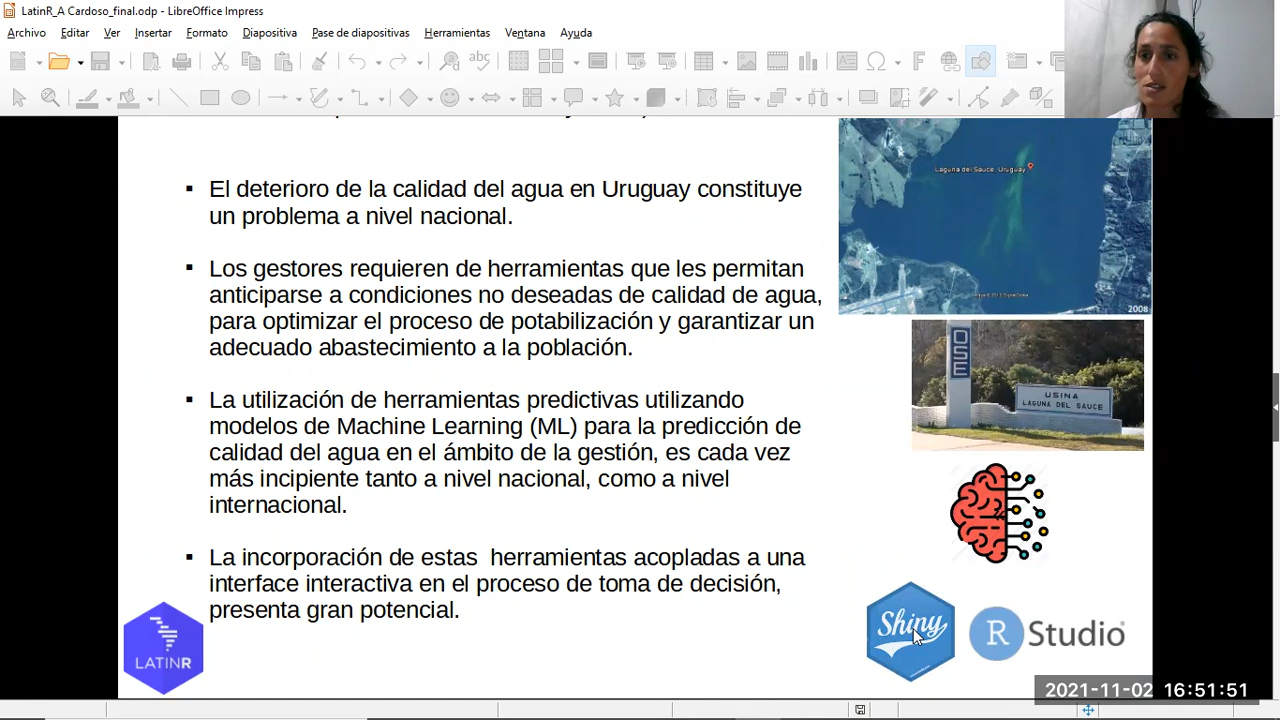 LatinR_A Cardoso_final.odp - LibreOffice Impress
Archivo Editar Ver Insertar Formato Diapositiva Pase de diapositivas Herramientas Ventana Ayuda
▪ El deterioro de la calidad del agua en Uruguay constituye
un problema a nivel nacional.
▪ Los gestores requieren de herramientas que les permitan
anticiparse a condiciones no deseadas de calidad de agua,
para optimizar el proceso de potabilización y garantizar un
adecuado abastecimiento a la población.
▪ La utilización de herramientas predictivas utilizando
modelos de Machine Learning (ML) para la predicción de
calidad del agua en el ámbito de la gestión, es cada vez
más incipiente tanto a nivel nacional, como a nivel
internacional.
▪ La incorporación de estas  herramientas acopladas a una
interface interactiva en el proceso de toma de decisión,
presenta gran potencial.
Laguna del Sauce, Uruguay
2008
OSE
USINA
LAGUNA DEL SAUCE
LATINR
Shiny
R Studio
2021-11-02 16:51:51